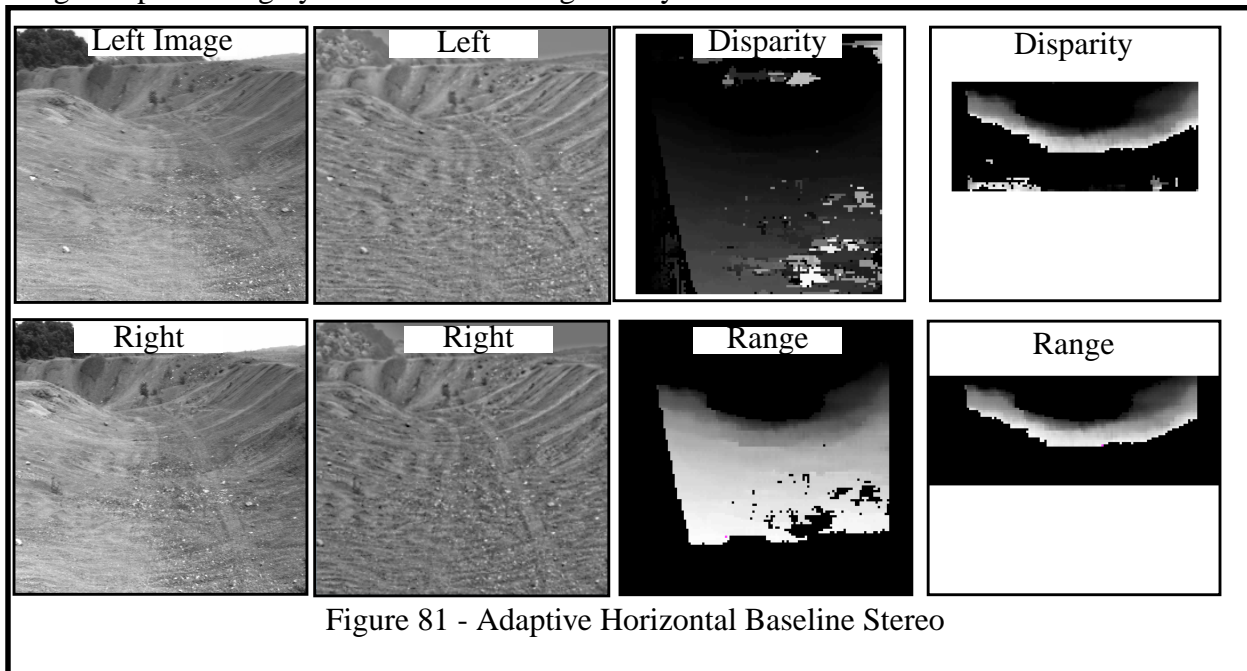 Left Image
Left
Disparity
Disparity
Right
Right
Range
Range
Figure 81 - Adaptive Horizontal Baseline Stereo